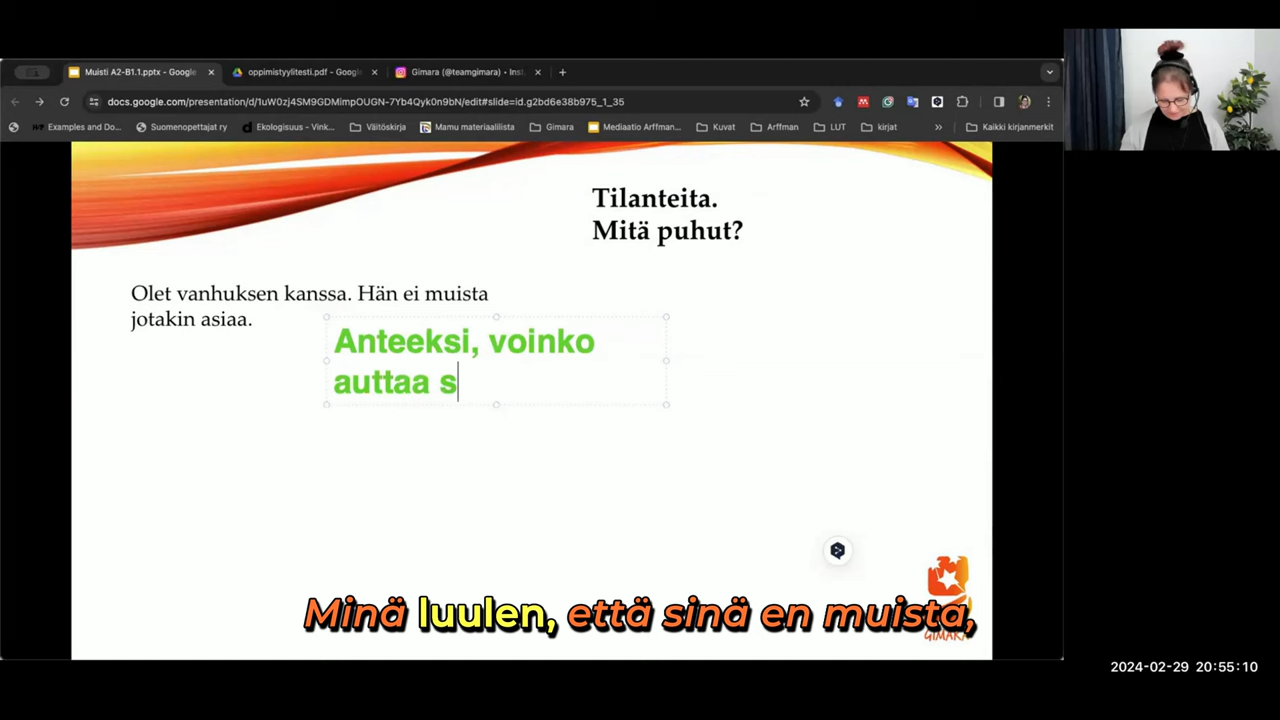 Muisti A2-B1.1.pptx - Google
oppimistyylitesti.pdf - Goog
Gimara (@teamgimara) • Inst
docs.google.com/presentation/d/1uW0zj4SM9GDMimpOUGN-7Yb4Qyk0n9bN/edit#slide=id.g2bd6e38b975_1_35
Examples and Do...
Suomenopettajat ry
Ekologisuus - Vink...
Väitöskirja
Mamu materiaalilista
Gimara
Mediaatio Arffman...
Kuvat
Arffman
LUT
kirjat
»
Kaikki kirjanmerkit
Tilanteita.
Mitä puhut?
Olet vanhuksen kanssa. Hän ei muista
jotakin asiaa.
Anteeksi, voinko
auttaa s
Minä luulen, että sinä en muista,
GIMARA
2024-02-29 20:55:10